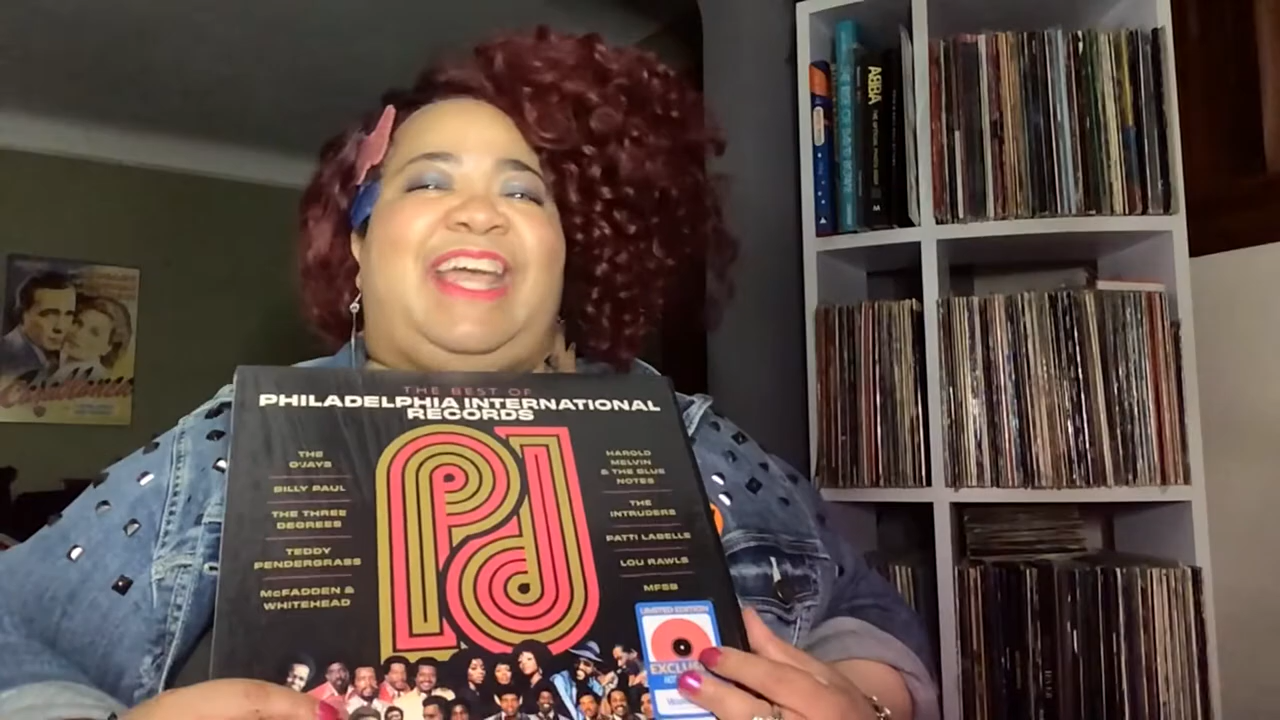 THE BEST OF
PHILADELPHIA INTERNATIONAL
RECORDS
THE
O'JAYS
BILLY PAUL
THE THREE
DEGREES
TEDDY
PENDERGRASS
McFADDEN &
WHITEHEAD
HAROLD
MELVIN
& THE BLUE
NOTES
THE
INTRUDERS
PATTI LABELLE
LOU RAWLS
MFSB
LIMITED EDITION
ABBA
Casablanca